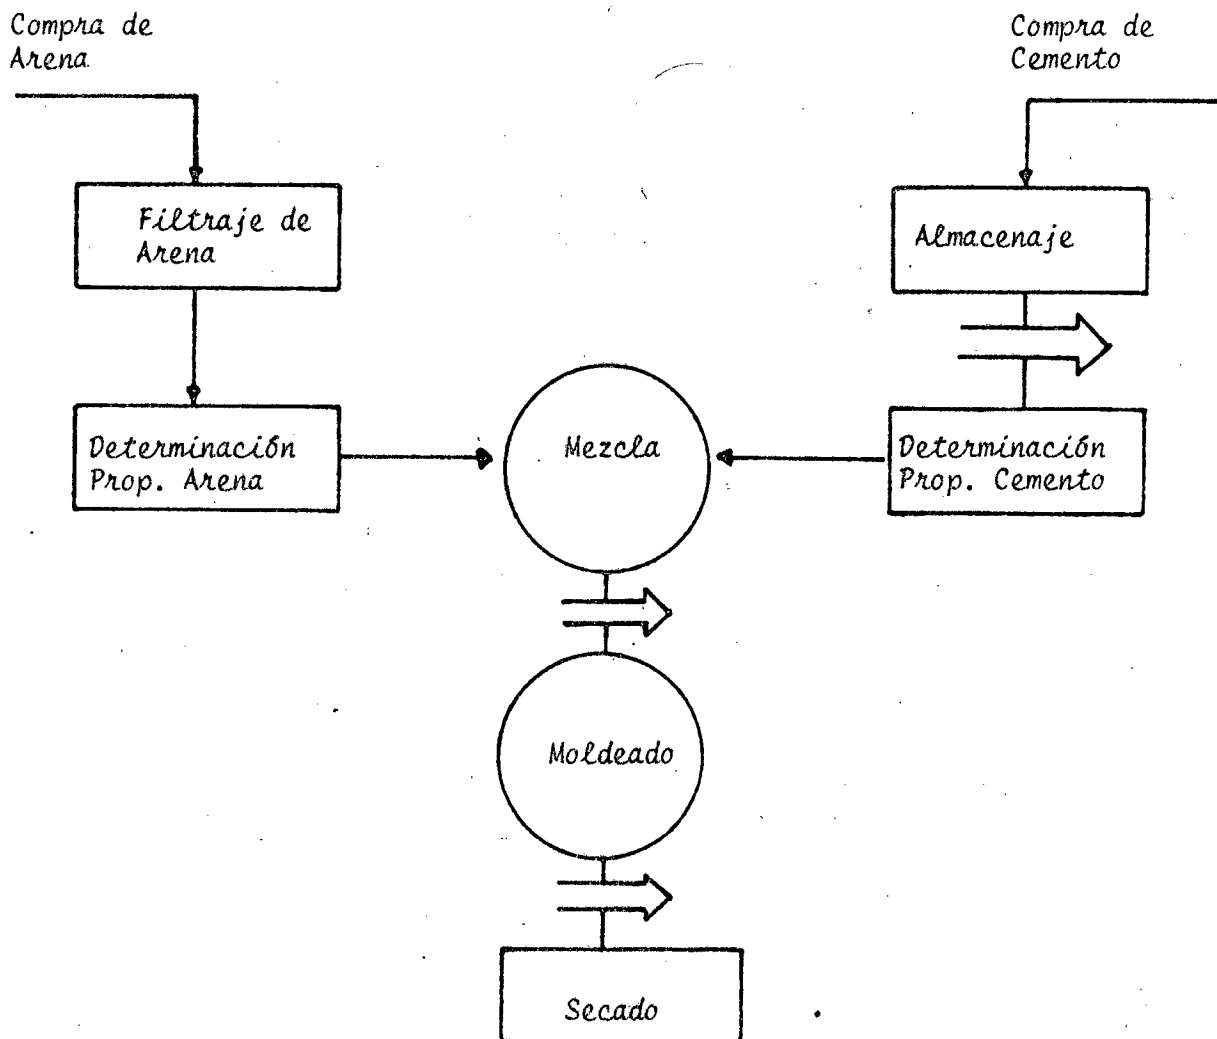 Compra de
Arena
Compra de
Cemento
Filtraje de
Arena
Almacenaje
Determinación
Prop. Arena
Mezcla
Determinación
Prop. Cemento
Moldeado
Secado